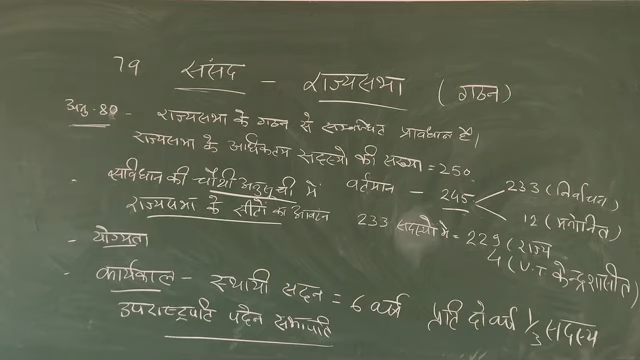 79 संसद - राज्यसभा (गठन)
अनु.80 - राज्यसभा के गठन से सम्बन्धित प्रावधान हैं।
राज्यसभा के अधिकतम सदस्यो की संख्या = 250.
- संविधान की चौथी अनुसूची में
राज्यसभा के सीटो का आवंटन
वर्तमान - 245
233 (निर्वाचन)
12 (मनोनित)
233 सदस्यो मे = 229 (राज्य
4 (U.T केन्द्रशासित)
- योग्यता
- कार्यकाल - स्थायी सदन = 6 वर्ष प्रति दो वर्ष 1/3 सदस्य
उपराष्ट्रपति पदेन सभापति